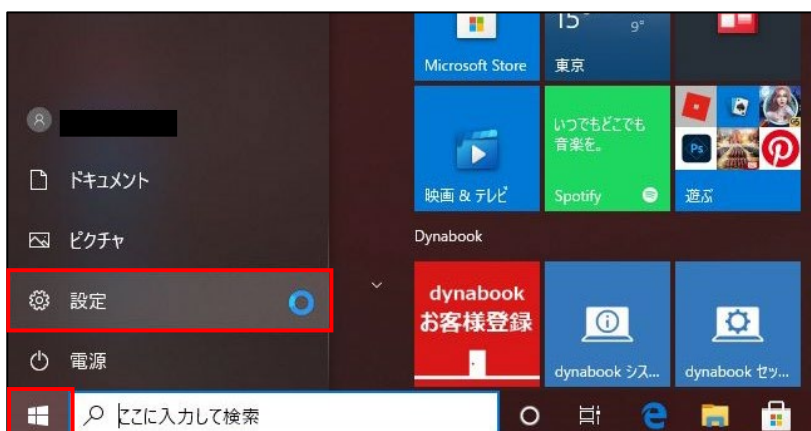 15°
9°
Microsoft Store
東京
ドキュメント
いつでもどこでも
音楽を。
Ps
映画 & テレビ
Spotify
遊ぶ
ピクチャ
Dynabook
設定
dynabook
お客様登録
電源
dynabook シス...
dynabook セッ...
ここに入力して検索